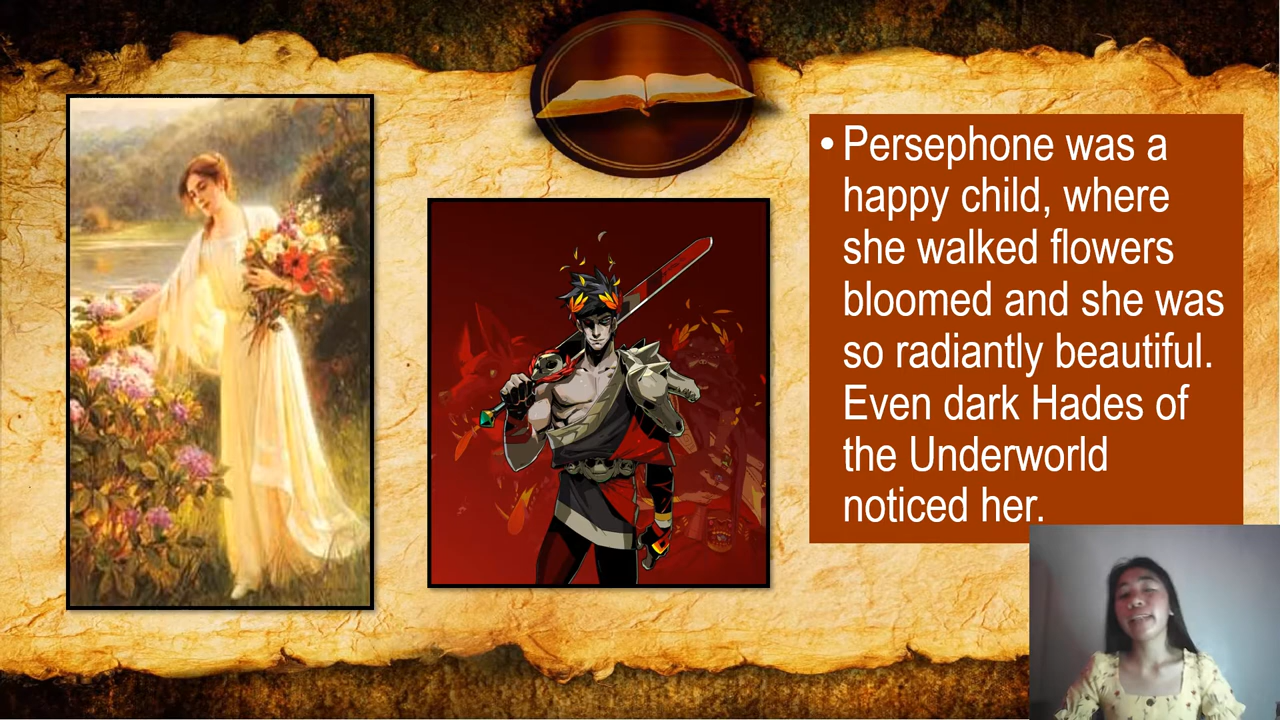 • Persephone was a
happy child, where
she walked flowers
bloomed and she was
so radiantly beautiful.
Even dark Hades of
the Underworld
noticed her.